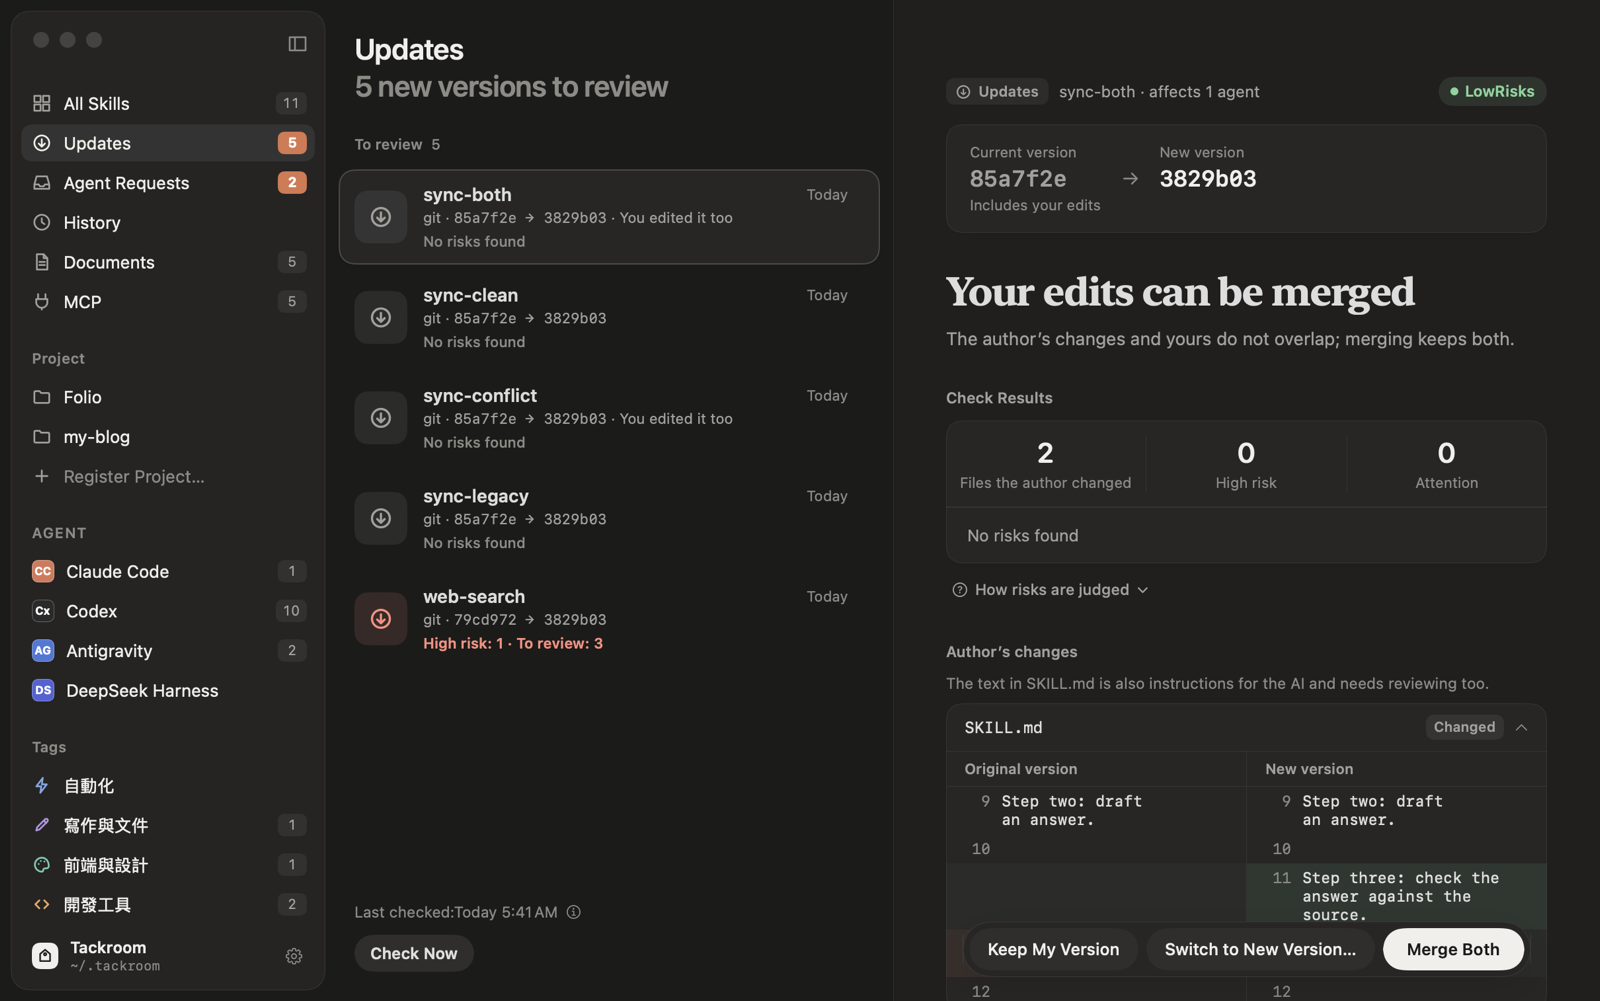 All Skills 11
Updates 5
Agent Requests 2
History
Documents 5
MCP 5
Project
Folio
my-blog
Register Project...
AGENT
CC Claude Code 1
Cx Codex 10
AG Antigravity 2
DS DeepSeek Harness
Tags
自動化
寫作與文件 1
前端與設計 1
開發工具 2
Tackroom
~/.tackroom
Updates
5 new versions to review
To review 5
sync-both Today
git · 85a7f2e → 3829b03 · You edited it too
No risks found
sync-clean Today
git · 85a7f2e → 3829b03
No risks found
sync-conflict Today
git · 85a7f2e → 3829b03 · You edited it too
No risks found
sync-legacy Today
git · 85a7f2e → 3829b03
No risks found
web-search Today
git · 79cd972 → 3829b03
High risk: 1 · To review: 3
Last checked:Today 5:41 AM
Check Now
Updates sync-both · affects 1 agent LowRisks
Current version New version
85a7f2e → 3829b03
Includes your edits
Your edits can be merged
The author’s changes and yours do not overlap; merging keeps both.
Check Results
2 0 0
Files the author changed High risk Attention
No risks found
How risks are judged
Author’s changes
The text in SKILL.md is also instructions for the AI and needs reviewing too.
SKILL.md Changed
Original version New version
9 Step two: draft 9 Step two: draft
an answer. an answer.
10 10
11 Step three: check the
answer against the
source.
Keep My Version Switch to New Version... Merge Both
12 12